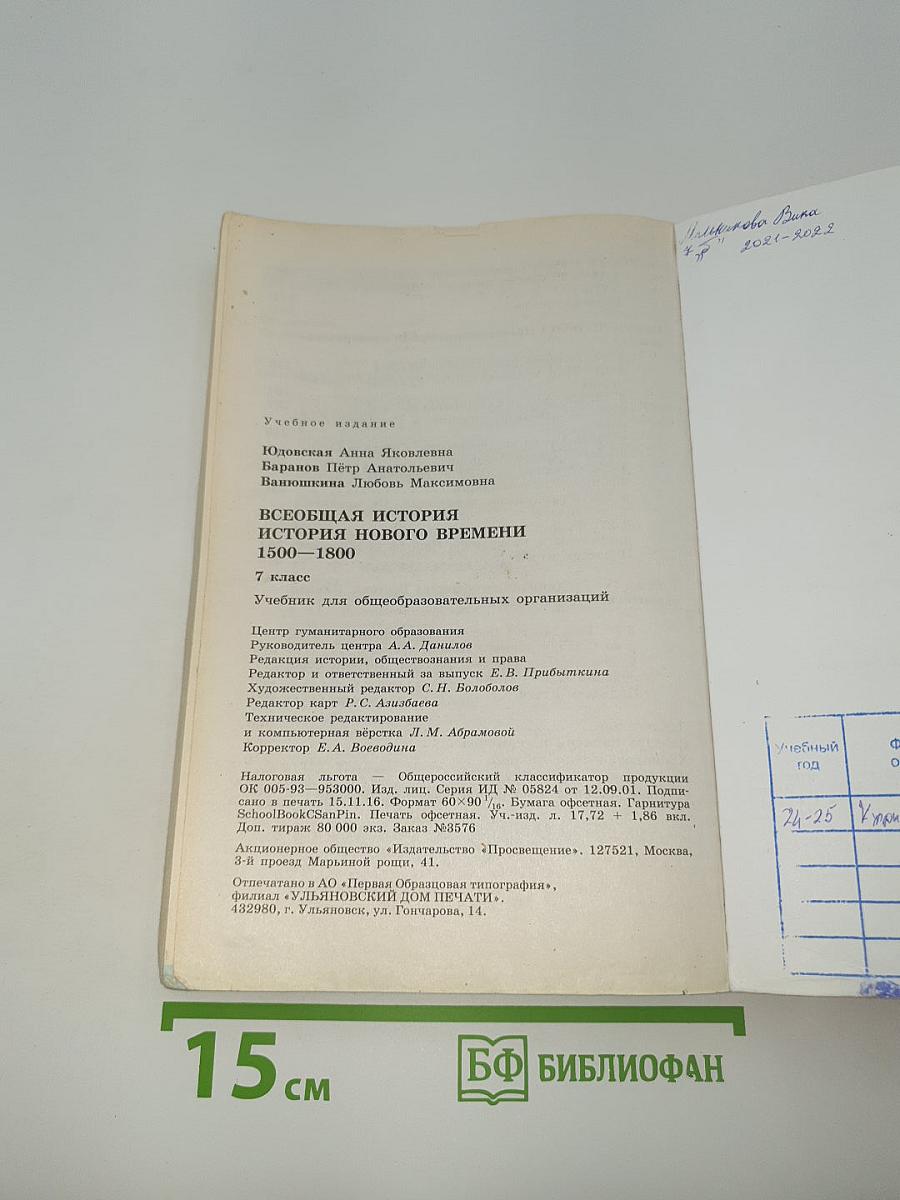 Вика
2021-2022
Учебное издание
Юдовская Анна Яковлевна
Баранов Пётр Анатольевич
Ванюшкина Любовь Максимовна
ВСЕОБЩАЯ ИСТОРИЯ
ИСТОРИЯ НОВОГО ВРЕМЕНИ
1500—1800
7 класс
Учебник для общеобразовательных организаций
Центр гуманитарного образования
Руководитель центра А. А. Данилов
Редакция истории, обществознания и права
Редактор и ответственный за выпуск Е. В. Прибыткина
Художественный редактор С. Н. Болоболов
Редактор карт Р. С. Азизбаева
Техническое редактирование
и компьютерная вёрстка Л. М. Абрамовой
Корректор Е. А. Воеводина
Налоговая льгота — Общероссийский классификатор продукции
ОК 005-93—953000. Изд. лиц. Серия ИД № 05824 от 12.09.01. Подпи-
сано в печать 15.11.16. Формат 60×90 1/16. Бумага офсетная. Гарнитура
SchoolBookCSanPin. Печать офсетная. Уч.-изд. л. 17,72 + 1,86 вкл.
Доп. тираж 80 000 экз. Заказ №3576
Акционерное общество «Издательство «Просвещение». 127521, Москва,
3-й проезд Марьиной рощи, 41.
Отпечатано в АО «Первая Образцовая типография»,
филиал «УЛЬЯНОВСКИЙ ДОМ ПЕЧАТИ».
432980, г. Ульяновск, ул. Гончарова, 14.
Учебный
год
24-25
15 см
БФ БИБЛИОФАН